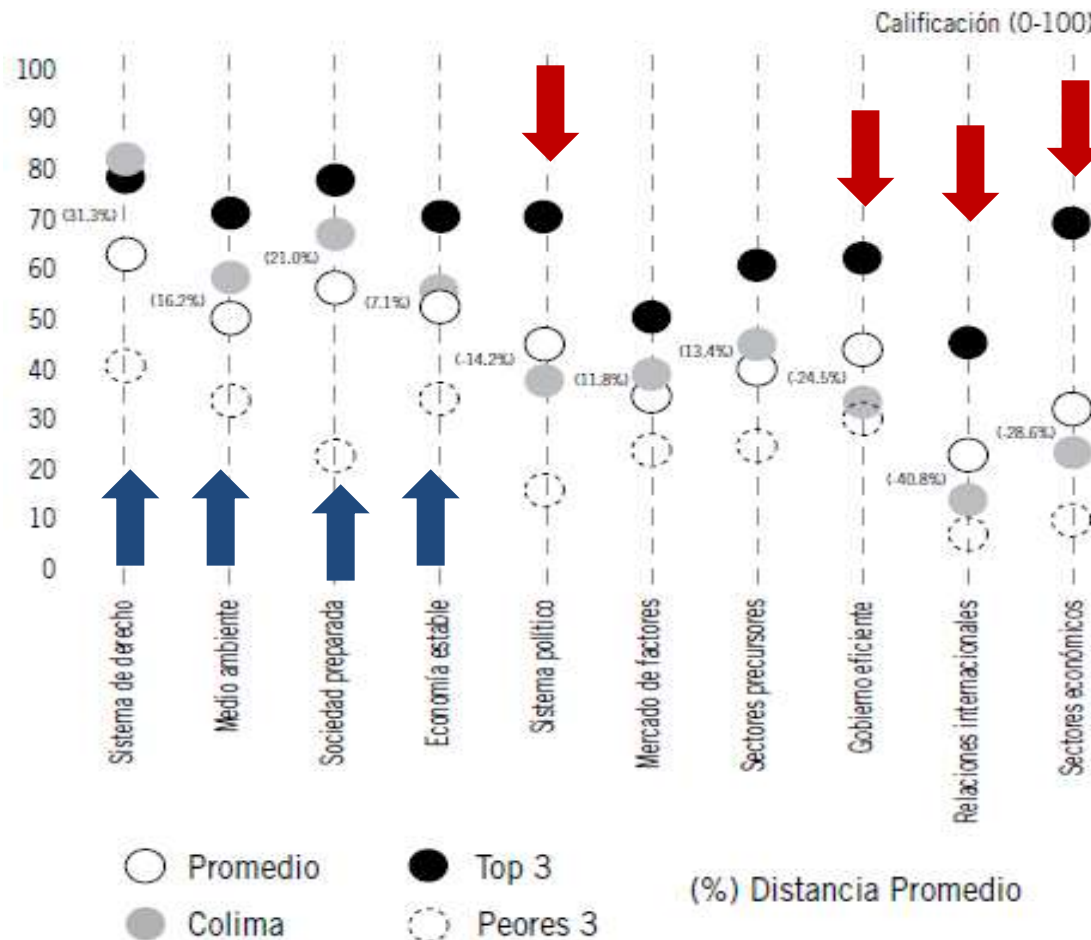 Calificación (0-100)
100
90
80
70
60
50
40
30
20
10
0
(31.3%)
(16.2%)
(21.0%)
(7.1%)
(-14.2%)
(11.8%)
(13.4%)
(-24.5%)
(-40.8%)
(-28.6%)
Sistema de derecho
Medio ambiente
Sociedad preparada
Economía estable
Sistema político
Mercado de factores
Sectores precursores
Gobierno eficiente
Relaciones internacionales
Sectores económicos
Promedio
Top 3
(%) Distancia Promedio
Colima
Peores 3